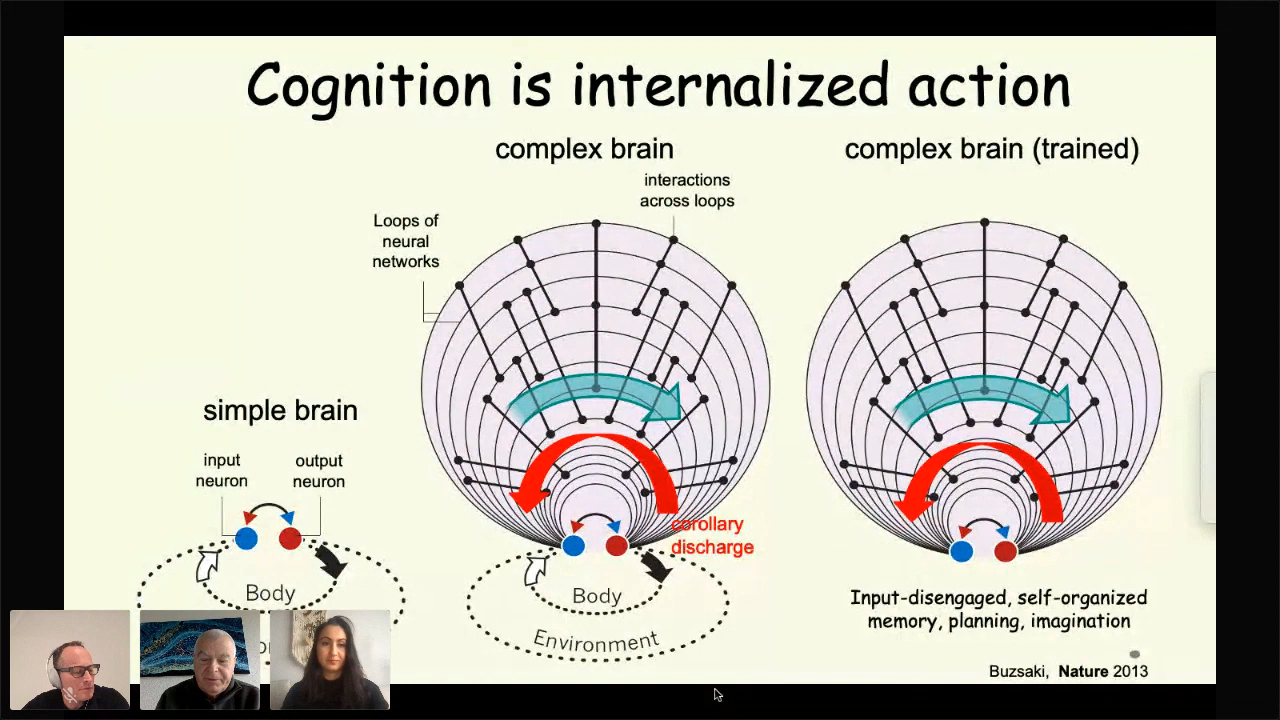 Cognition is internalized action
complex brain
complex brain (trained)
interactions
across loops
Loops of
neural
networks
simple brain
input
neuron
output
neuron
corollary
discharge
Body
Body
Environment
Input-disengaged, self-organized
memory, planning, imagination
Buzsaki, Nature 2013